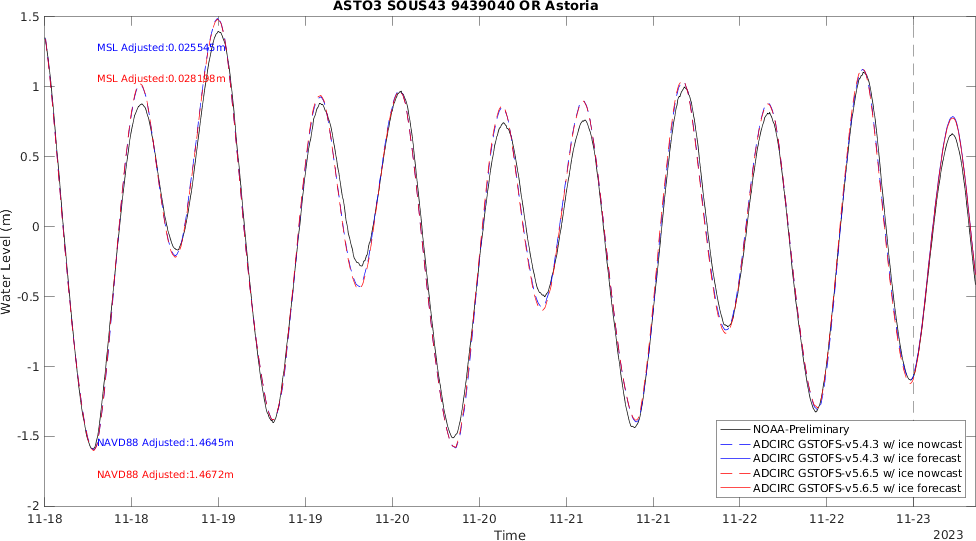 ASTO3 SOUS43 9439040 OR Astoria
1.5
1
0.5
0
-0.5
-1
-1.5
-2
Water Level (m)
MSL Adjusted:0.025545m
MSL Adjusted:0.028198m
NAVD88 Adjusted:1.4645m
NAVD88 Adjusted:1.4672m
NOAA-Preliminary
ADCIRC GSTOFS-v5.4.3 w/ ice nowcast
ADCIRC GSTOFS-v5.4.3 w/ ice forecast
ADCIRC GSTOFS-v5.6.5 w/ ice nowcast
ADCIRC GSTOFS-v5.6.5 w/ ice forecast
11-18 11-18 11-19 11-19 11-20 11-20 11-21 11-21 11-22 11-22 11-23
Time
2023